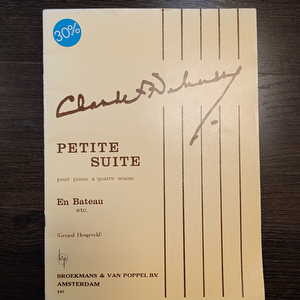 30%
Claude Debussy
PETITE
SUITE
pour piano à quatre mains
En Bateau
etc.
(Gerard Hengeveld)
BROEKMANS & VAN POPPEL B.V.
AMSTERDAM